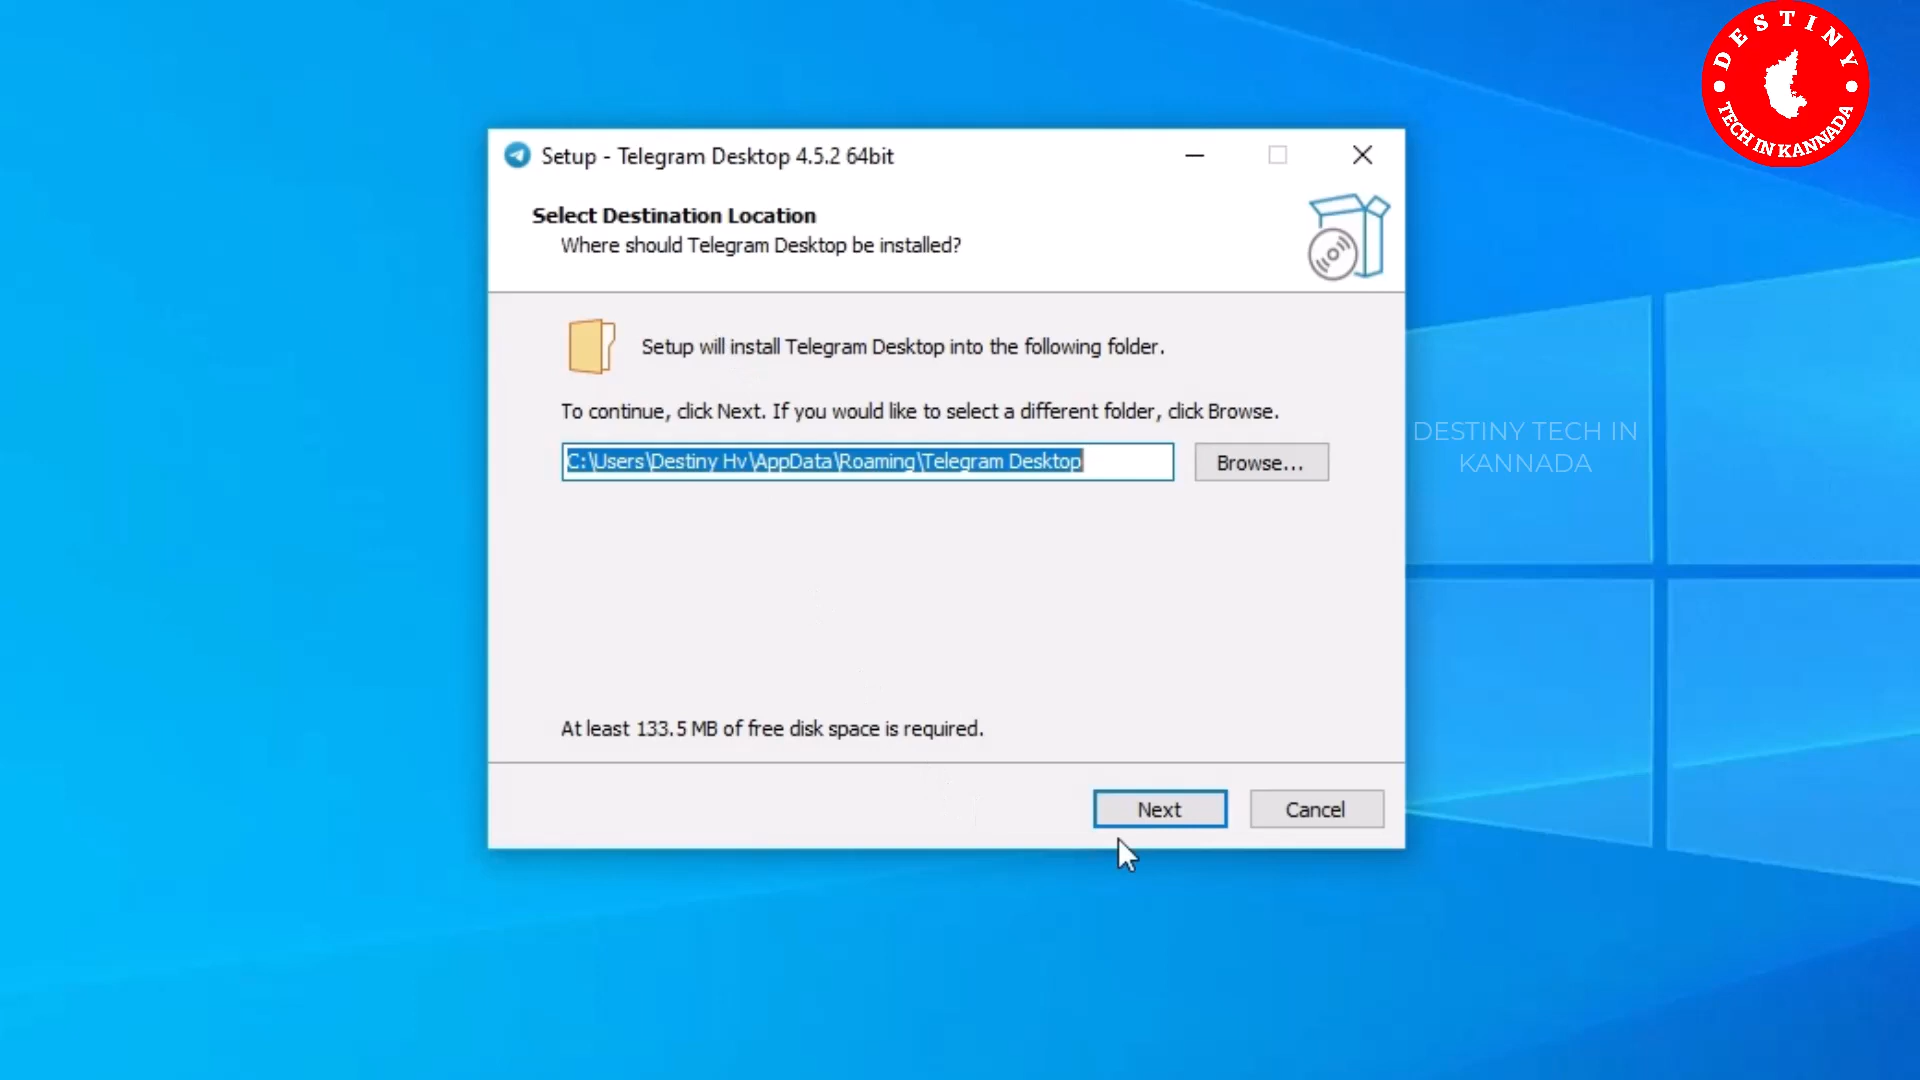 DESTINY
TECH IN KANNADA
Setup - Telegram Desktop 4.5.2 64bit
Select Destination Location
Where should Telegram Desktop be installed?
Setup will install Telegram Desktop into the following folder.
To continue, click Next. If you would like to select a different folder, click Browse.
C:\Users\Destiny Hv\AppData\Roaming\Telegram Desktop
Browse...
DESTINY TECH IN
KANNADA
At least 133.5 MB of free disk space is required.
Next
Cancel